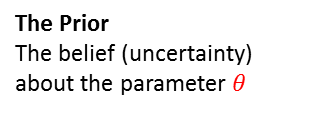 The Prior
The belief (uncertainty)
about the parameter θ